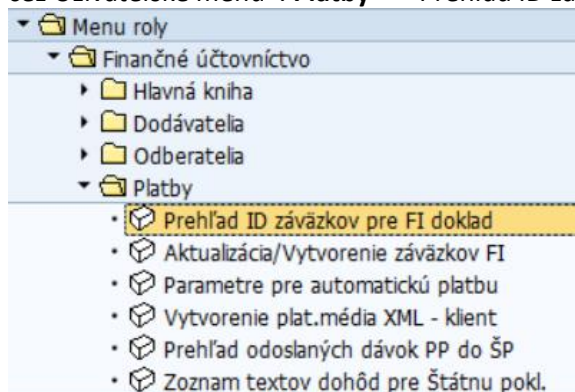 Menu roly
Finančné účtovníctvo
Hlavná kniha
Dodávatelia
Odberatelia
Platby
Prehľad ID záväzkov pre FI doklad
Aktualizácia/Vytvorenie záväzkov FI
Parametre pre automatickú platbu
Vytvorenie plat.média XML - klient
Prehľad odoslaných dávok PP do ŠP
Zoznam textov dohôd pre Štátnu pokl.